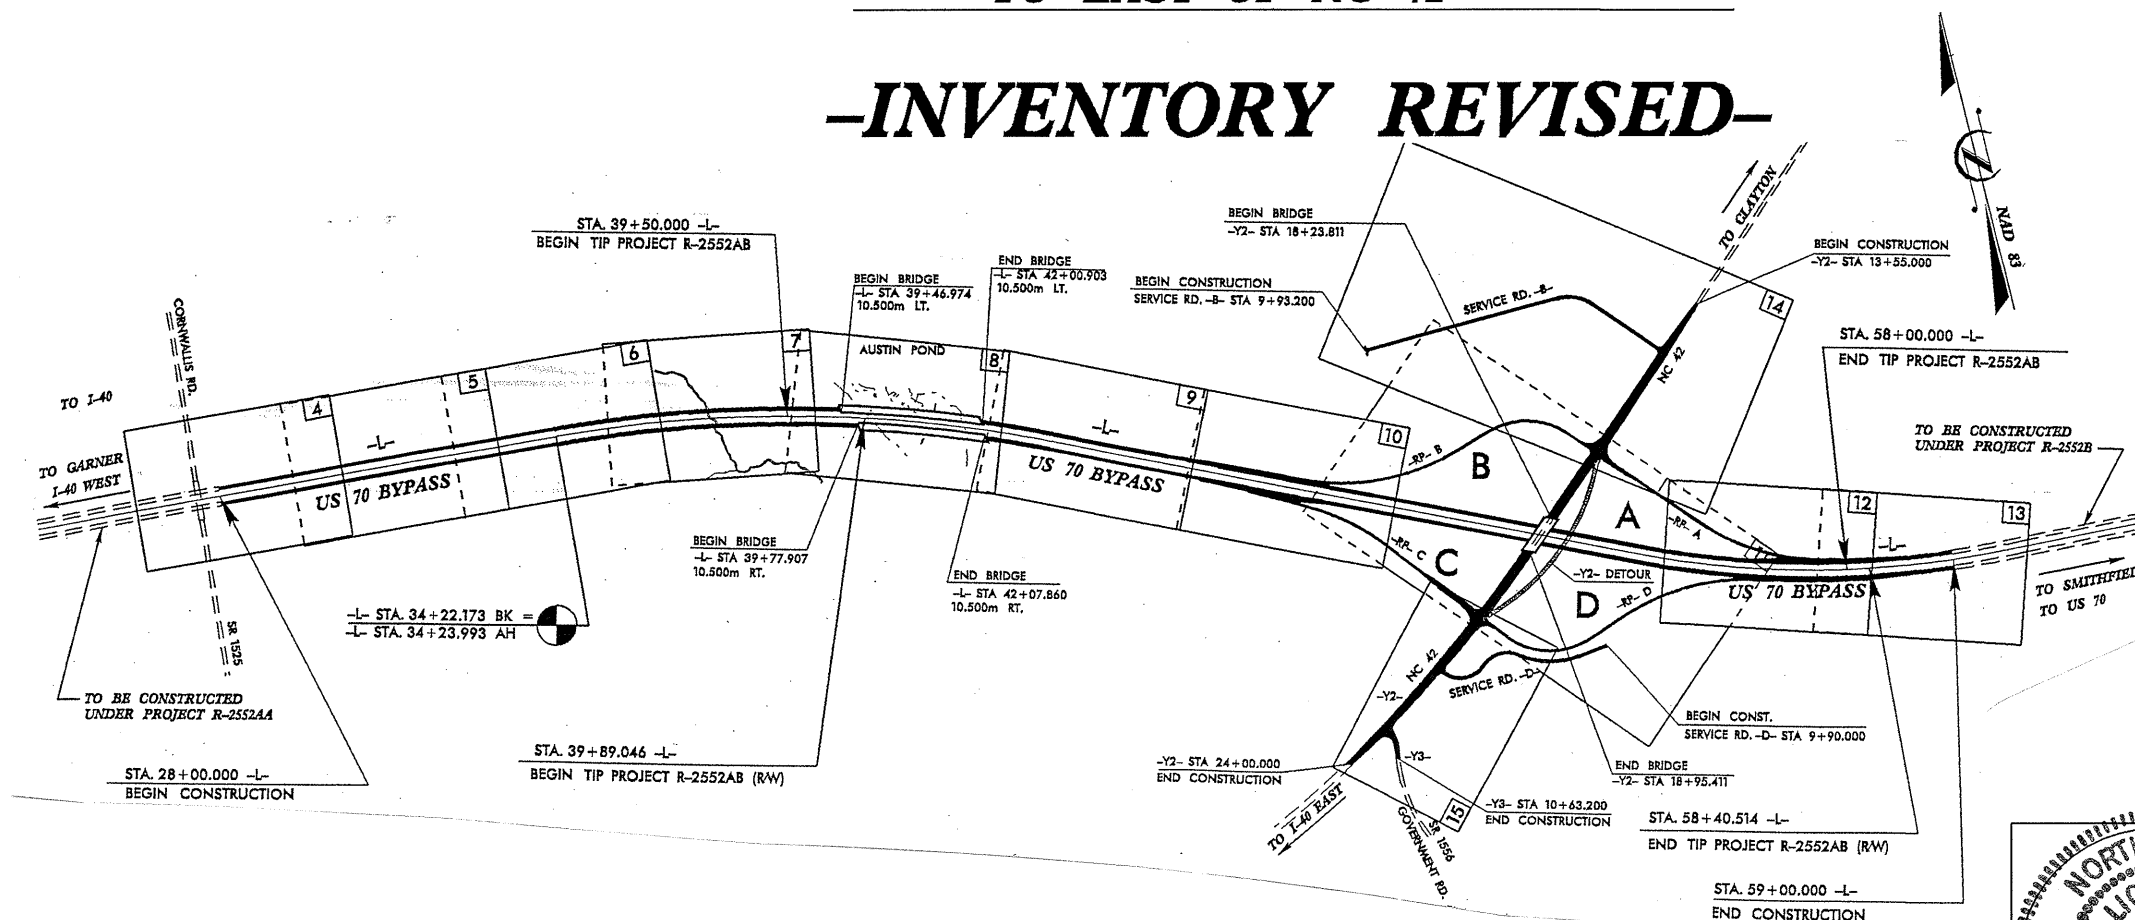 TO EAST OF NC 42
–INVENTORY REVISED–
NAD 83
TO CLAYTON
BEGIN BRIDGE
-Y2- STA 18+23.811
BEGIN CONSTRUCTION
-Y2- STA 13+55.000
STA. 39+50.000 -L-
BEGIN TIP PROJECT R-2552AB
END BRIDGE
-L- STA 42+00.903
10.500m LT.
BEGIN BRIDGE
-L- STA 39+46.974
10.500m LT.
BEGIN CONSTRUCTION
SERVICE RD. -B- STA 9+93.200
SERVICE RD. -B-
14
CORNWALLIS RD.
STA. 58+00.000 -L-
END TIP PROJECT R-2552AB
NC 42
7
6
AUSTIN POND
8
5
9
4
10
TO I-40
-L-
-L-
TO BE CONSTRUCTED
UNDER PROJECT R-2552B
TO GARNER
I-40 WEST
US 70 BYPASS
US 70 BYPASS
-RP- B
B
A
-RP- A
12
13
-L-
11
BEGIN BRIDGE
-L- STA 39+77.907
10.500m RT.
-RP- C
C
-Y2- DETOUR
D
-RP- D
US 70 BYPASS
TO SMITHFIELD
TO US 70
END BRIDGE
-L- STA 42+07.860
10.500m RT.
-L- STA. 34+22.173 BK =
-L- STA. 34+23.993 AH
SR 1525
NC 42
-Y2-
SERVICE RD. -D-
TO BE CONSTRUCTED
UNDER PROJECT R-2552AA
BEGIN CONST.
SERVICE RD. -D- STA 9+90.000
STA. 39+89.046 -L-
BEGIN TIP PROJECT R-2552AB (R/W)
STA. 28+00.000 -L-
BEGIN CONSTRUCTION
-Y2- STA 24+00.000
END CONSTRUCTION
-Y3-
END BRIDGE
-Y2- STA 18+95.411
TO I-40 EAST
15
-Y3- STA 10+63.200
END CONSTRUCTION
SR 1556
GOVERNMENT RD.
STA. 58+40.514 -L-
END TIP PROJECT R-2552AB (R/W)
STA. 59+00.000 -L-
END CONSTRUCTION